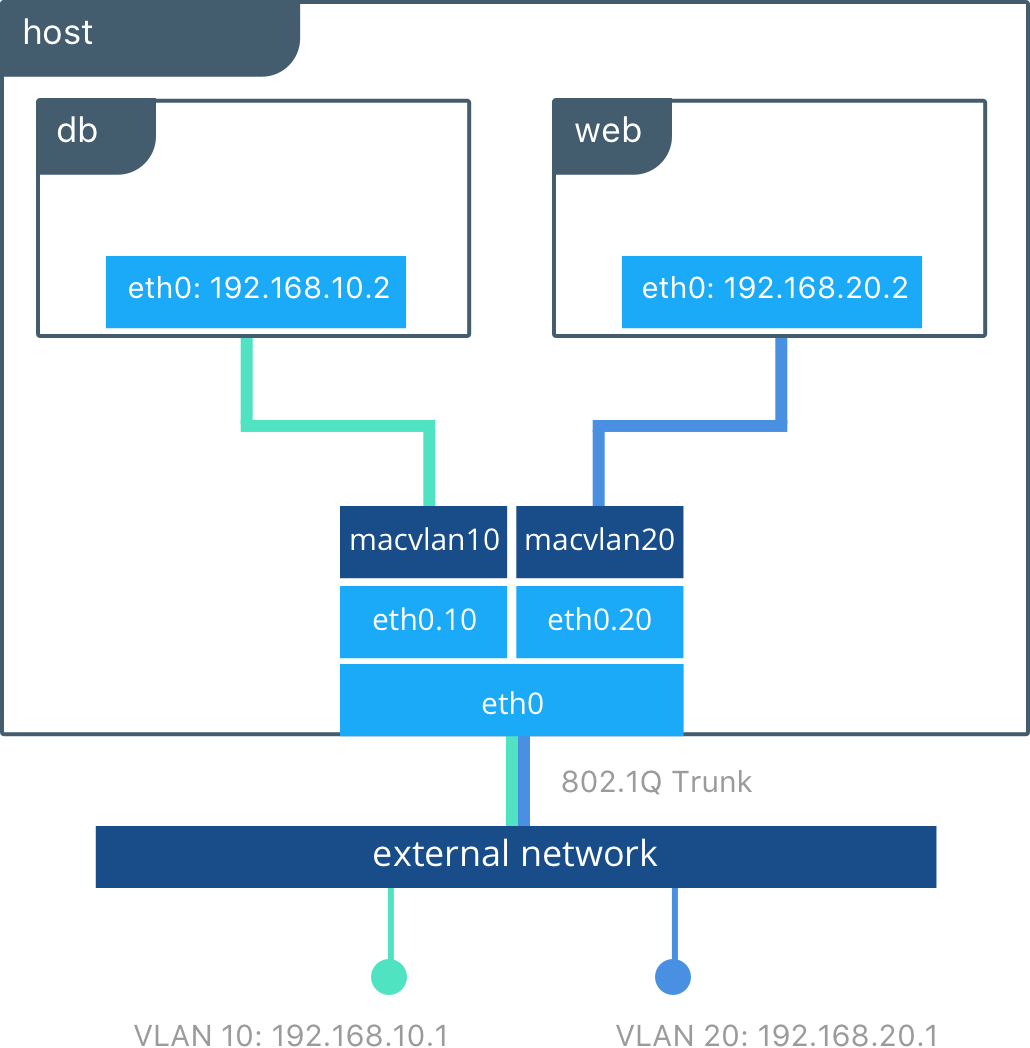 host
db
web
eth0: 192.168.10.2
eth0: 192.168.20.2
macvlan10
macvlan20
eth0.10
eth0.20
eth0
802.1Q Trunk
external network
VLAN 10: 192.168.10.1
VLAN 20: 192.168.20.1